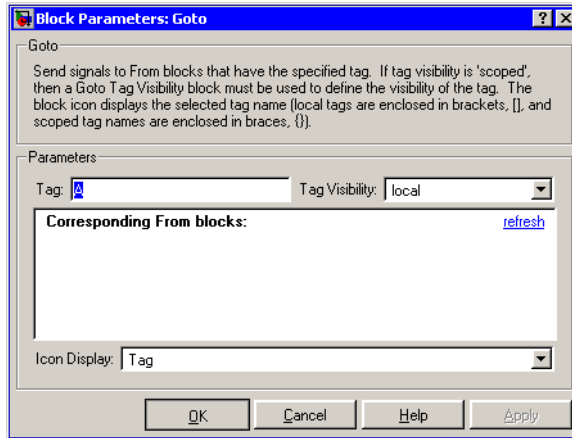 Block Parameters: Goto
Goto
Send signals to From blocks that have the specified tag. If tag visibility is 'scoped',
then a Goto Tag Visibility block must be used to define the visibility of the tag. The
block icon displays the selected tag name (local tags are enclosed in brackets, [], and
scoped tag names are enclosed in braces, {}).
Parameters
Tag: A Tag Visibility: local
Corresponding From blocks: refresh
Icon Display: Tag
OK Cancel Help Apply